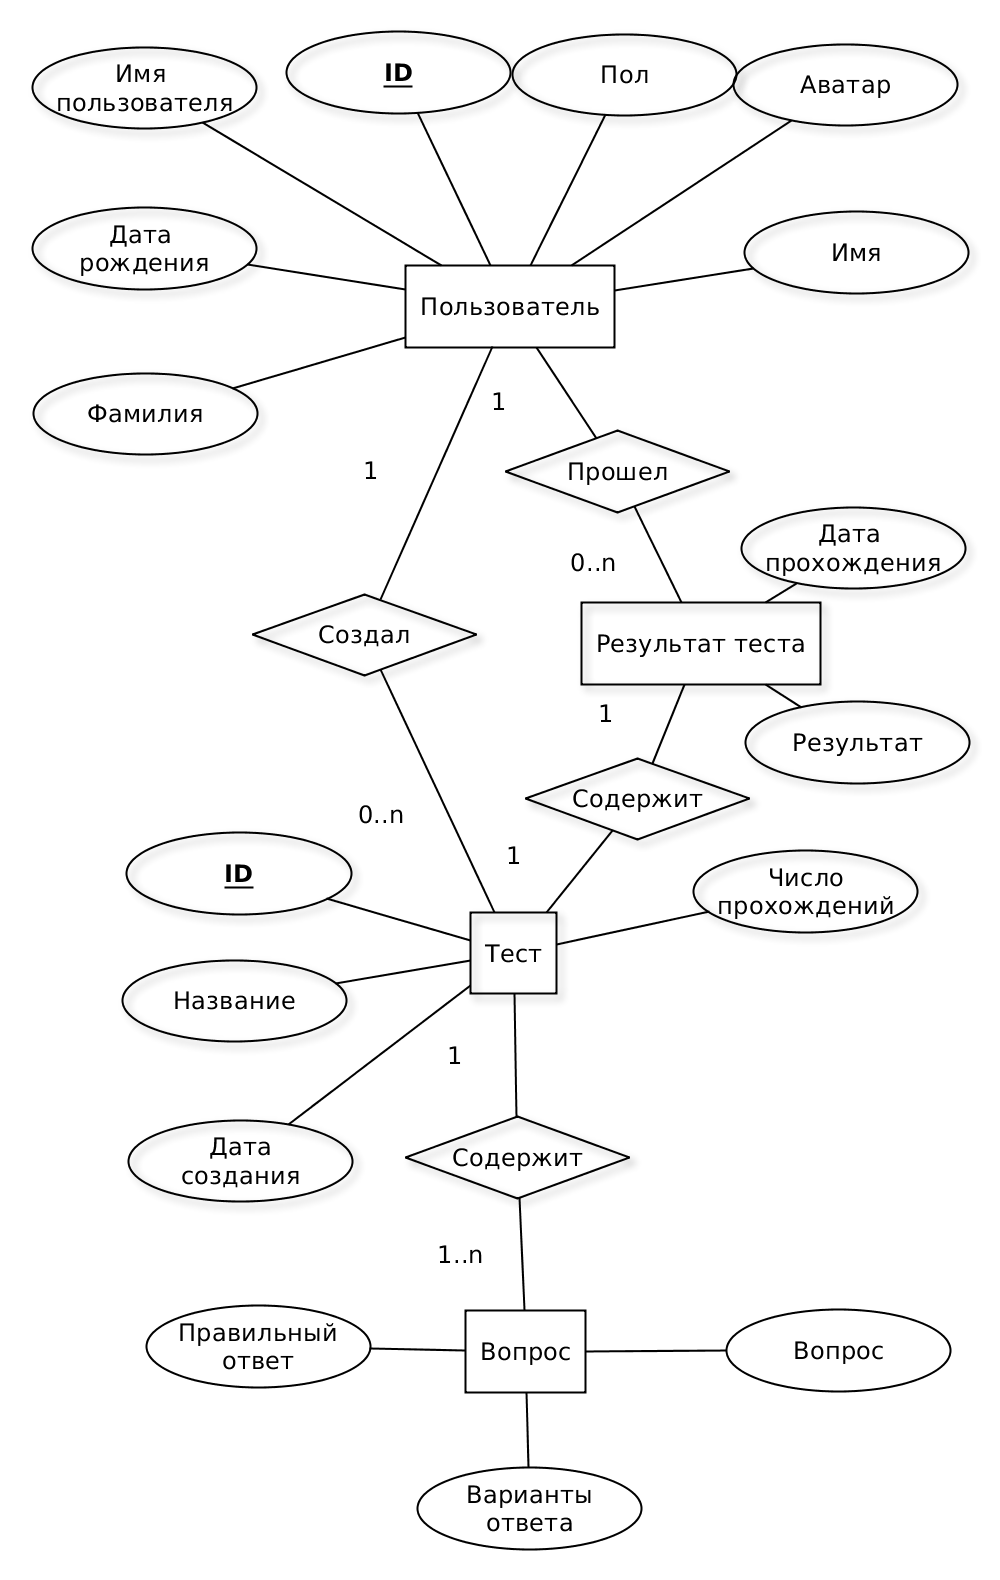 Имя
пользователя
ID
Пол
Аватар
Дата
рождения
Имя
Пользователь
Фамилия
1
1
Прошел
Дата
прохождения
0..n
Создал
Результат теста
1
Результат
Содержит
0..n
1
ID
Число
прохождений
Тест
Название
1
Дата
создания
Содержит
1..n
Правильный
ответ
Вопрос
Вопрос
Варианты
ответа